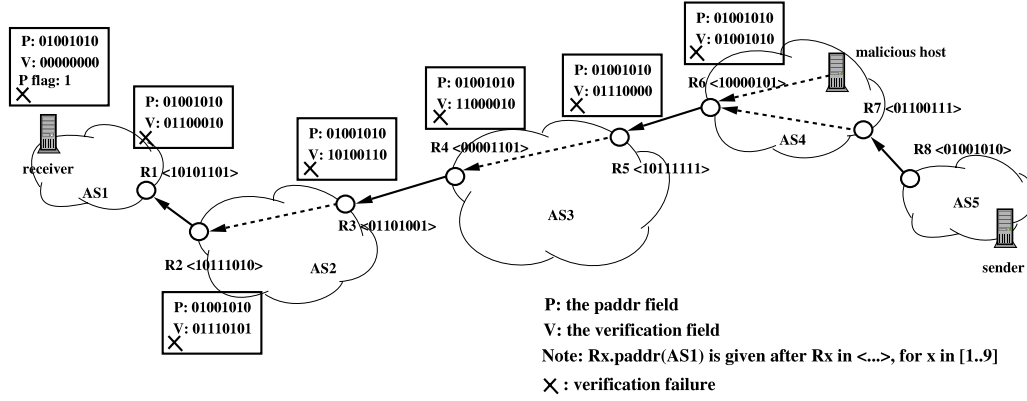 P: 01001010
V: 00000000
P flag: 1
receiver
AS1
P: 01001010
V: 01100010
R1 <10101101>
R2 <10111010>
P: 01001010
V: 01110101
P: 01001010
V: 10100110
R3 <01101001>
AS2
P: 01001010
V: 11000010
R4 <00001101>
AS3
P: 01001010
V: 01110000
R5 <10111111>
P: 01001010
V: 01001010
R6 <10000101>
malicious host
R7 <01100111>
AS4
R8 <01001010>
AS5
sender
P: the paddr field
V: the verification field
Note: Rx.paddr(AS1) is given after Rx in <...>, for x in [1..9]
: verification failure